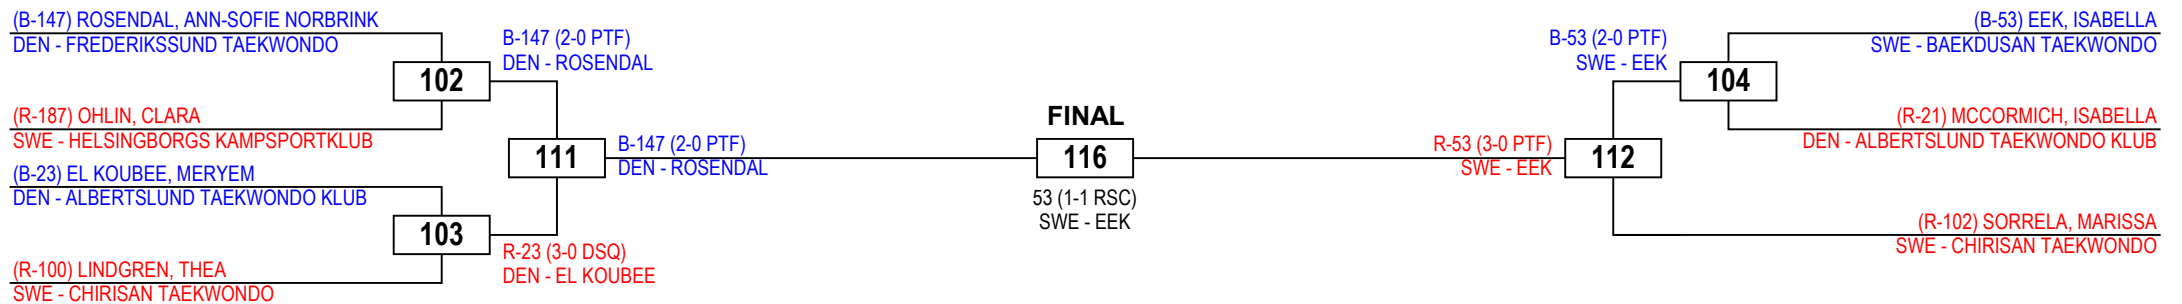 (B-147) ROSENDAL, ANN-SOFIE NORBRINK
DEN - FREDERIKSSUND TAEKWONDO
102
(R-187) OHLIN, CLARA
SWE - HELSINGBORGS KAMPSPORTKLUB
(B-23) EL KOUBEE, MERYEM
DEN - ALBERTSLUND TAEKWONDO KLUB
103
(R-100) LINDGREN, THEA
SWE - CHIRISAN TAEKWONDO
B-147 (2-0 PTF)
DEN - ROSENDAL
111
R-23 (3-0 DSQ)
DEN - EL KOUBEE
B-147 (2-0 PTF)
DEN - ROSENDAL
FINAL
116
53 (1-1 RSC)
SWE - EEK
R-53 (3-0 PTF)
SWE - EEK
112
B-53 (2-0 PTF)
SWE - EEK
104
(B-53) EEK, ISABELLA
SWE - BAEKDUSAN TAEKWONDO
(R-21) MCCORMICH, ISABELLA
DEN - ALBERTSLUND TAEKWONDO KLUB
(R-102) SORRELA, MARISSA
SWE - CHIRISAN TAEKWONDO